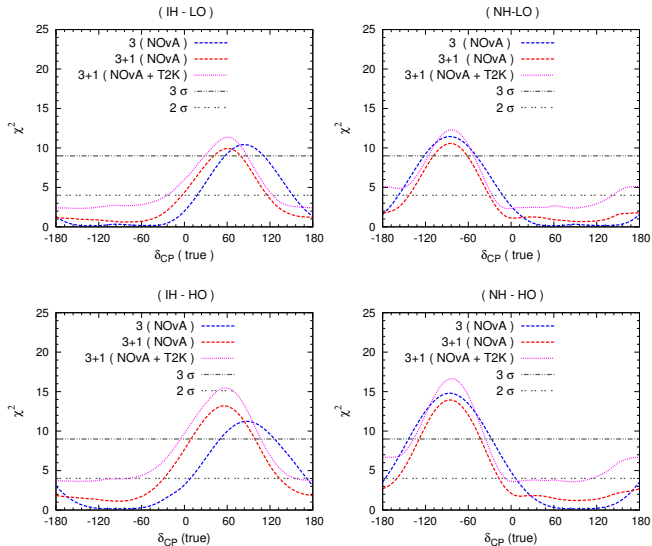 ( IH - LO )
3 ( NOvA )
3+1 ( NOvA )
3+1 ( NOvA + T2K )
3 σ
2 σ
χ²
25
20
15
10
5
0
-180 -120 -60 0 60 120 180
δCP ( true )
( NH-LO )
3 ( NOvA )
3+1 ( NOvA )
3+1 ( NOvA + T2K )
3 σ
2 σ
χ²
25
20
15
10
5
0
-180 -120 -60 0 60 120 180
δCP ( true )
( IH - HO )
3 ( NOvA )
3+1 ( NOvA )
3+1 ( NOvA + T2K )
3 σ
2 σ
χ²
25
20
15
10
5
0
-180 -120 -60 0 60 120 180
δCP (true)
( NH - HO )
3 ( NOvA )
3+1 ( NOvA )
3+1 ( NOvA + T2K )
3 σ
2 σ
χ²
25
20
15
10
5
0
-180 -120 -60 0 60 120 180
δCP (true)